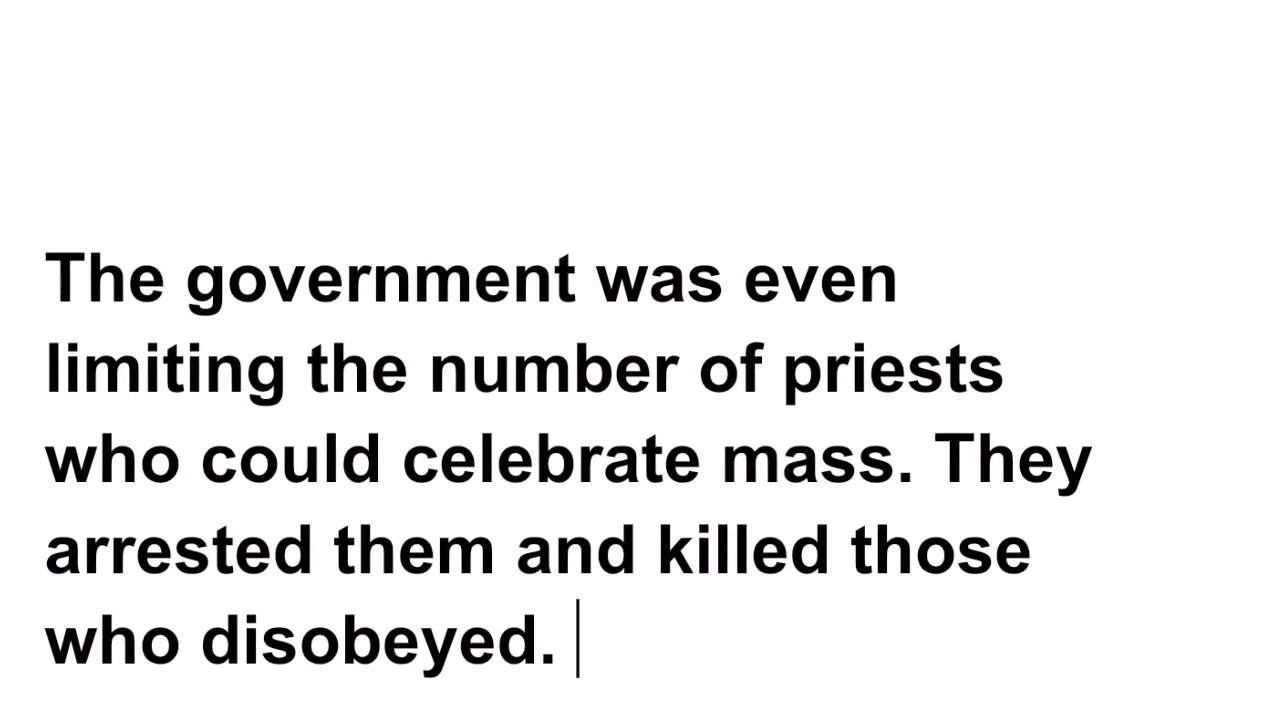 The government was even
limiting the number of priests
who could celebrate mass. They
arrested them and killed those
who disobeyed.